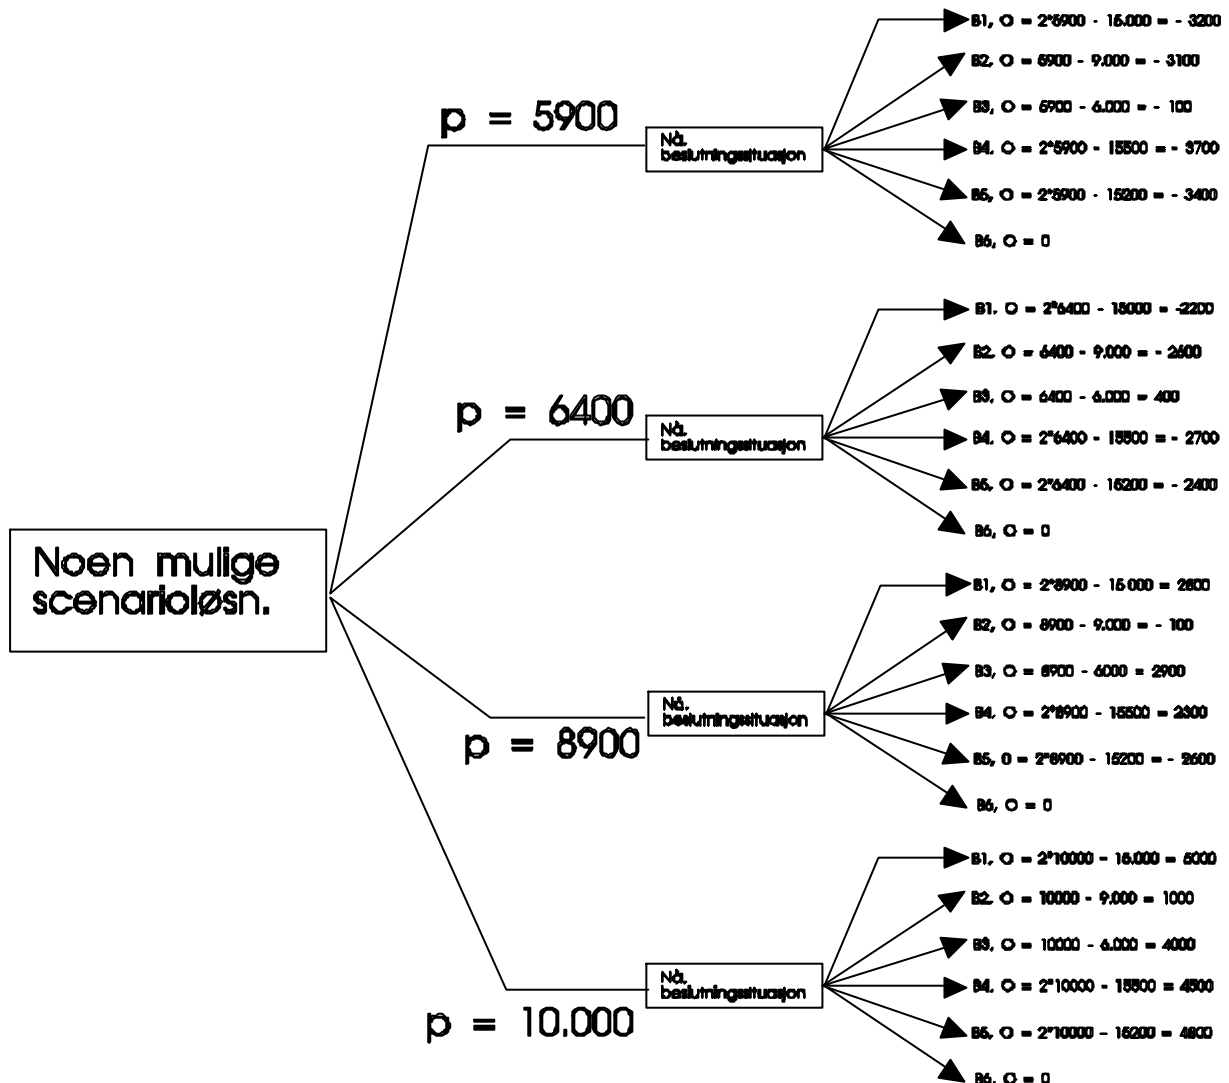 B1, O = 2*5900 - 15.000 = - 3200
B2, O = 5900 - 9.000 = - 3100
B3, O = 5900 - 6.000 = - 100
B4, O = 2*5900 - 15500 = - 3700
B5, O = 2*5900 - 15200 = - 3400
B6, O = 0
p = 5900
Nå,
beslutningssituasjon
B1, O = 2*6400 - 15000 = -2200
B2, O = 6400 - 9.000 = - 2600
B3, O = 6400 - 6.000 = 400
B4, O = 2*6400 - 15500 = - 2700
B5, O = 2*6400 - 15200 = - 2400
B6, O = 0
p = 6400
Nå,
beslutningssituasjon
Noen mulige
scenarioløsn.
B1, O = 2*8900 - 15.000 = 2800
B2, O = 8900 - 9.000 = - 100
B3, O = 8900 - 6000 = 2900
B4, O = 2*8900 - 15500 = 2300
B5, 0 = 2*8900 - 15200 = - 2600
B6, O = 0
p = 8900
Nå,
beslutningssituasjon
B1, O = 2*10000 - 15.000 = 5000
B2, O = 10000 - 9.000 = 1000
B3, O = 10000 - 6.000 = 4000
B4, O = 2*10000 - 15500 = 4500
B5, O = 2*10000 - 15200 = 4800
B6, O = 0
p = 10.000
Nå,
beslutningssituasjon